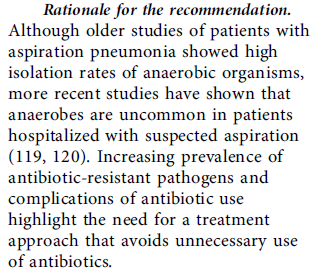 Rationale for the recommendation.
Although older studies of patients with
aspiration pneumonia showed high
isolation rates of anaerobic organisms,
more recent studies have shown that
anaerobes are uncommon in patients
hospitalized with suspected aspiration
(119, 120). Increasing prevalence of
antibiotic-resistant pathogens and
complications of antibiotic use
highlight the need for a treatment
approach that avoids unnecessary use
of antibiotics.